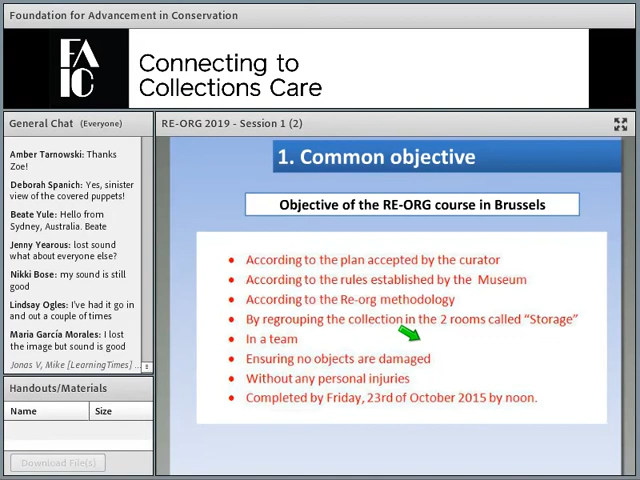 Foundation for Advancement in Conservation
FA
IC
Connecting to
Collections Care
General Chat (Everyone)
Amber Tarnowski: Thanks
Zoe!
Deborah Spanich: Yes, sinister
view of the covered puppets!
Beate Yule: Hello from
Sydney, Australia. Beate
Jenny Yearous: lost sound
what about everyone else?
Nikki Bose: my sound is still
good
Lindsay Ogles: I've had it go in
and out a couple of times
Maria García Morales: I lost
the image but sound is good
Jonas V, Mike [LearningTimes] ...
Handouts/Materials
Name Size
Download File(s)
RE-ORG 2019 - Session 1 (2)
1. Common objective
Objective of the RE-ORG course in Brussels
• According to the plan accepted by the curator
• According to the rules established by the Museum
• According to the Re-org methodology
• By regrouping the collection in the 2 rooms called “Storage”
• In a team
• Ensuring no objects are damaged
• Without any personal injuries
• Completed by Friday, 23rd of October 2015 by noon.